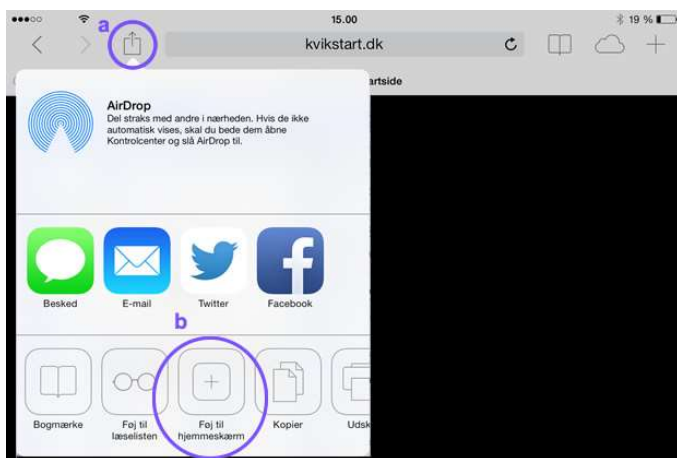 15.00
19 %
a
kvikstart.dk
artside
AirDrop
Del straks med andre i nærheden. Hvis de ikke
automatisk vises, skal du bede dem åbne
Kontrolcenter og slå AirDrop til.
Besked
E-mail
Twitter
Facebook
b
Bogmærke
Føj til
læselisten
Føj til
hjemmeskærm
Kopier
Udsk